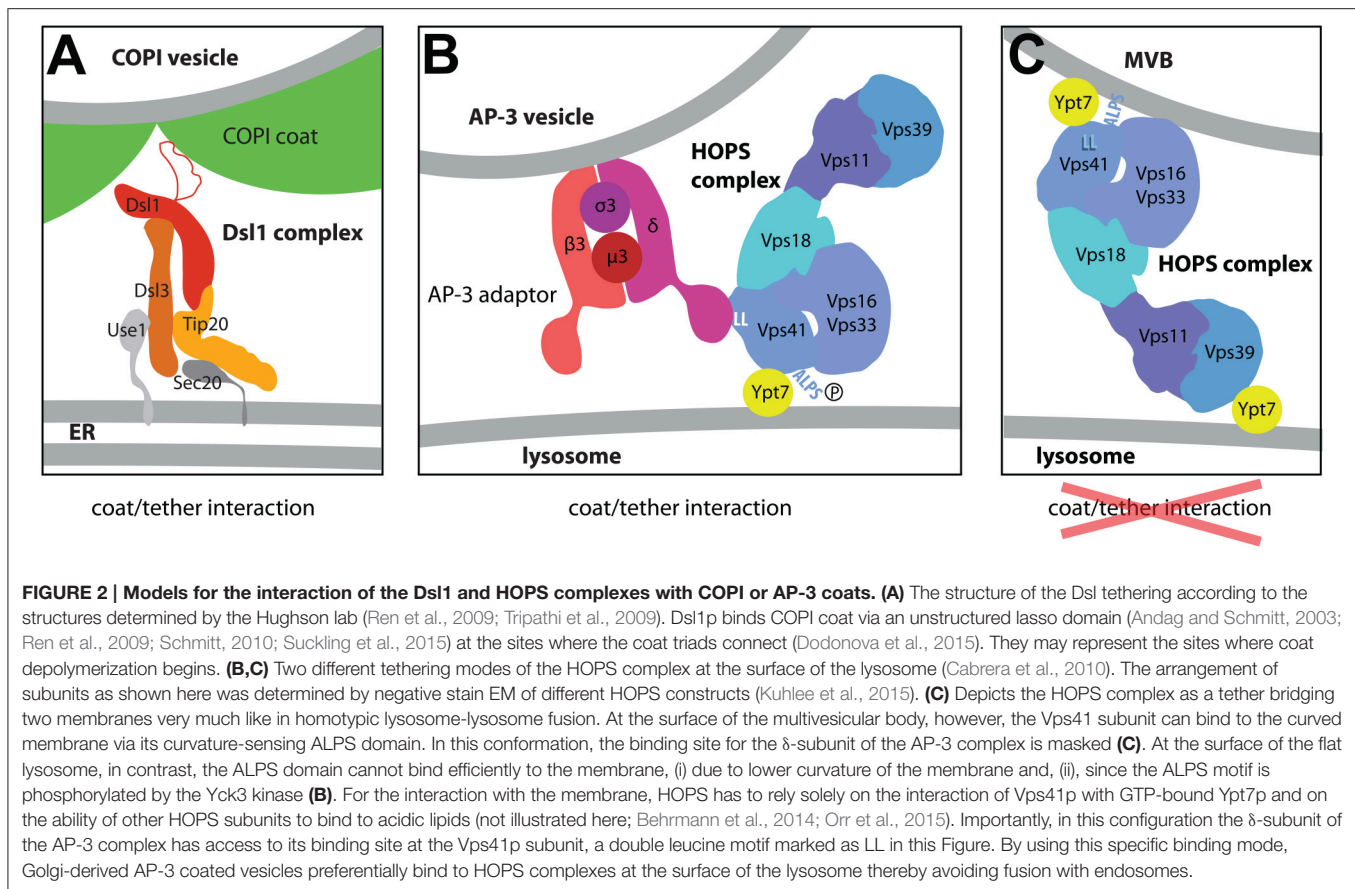 A
COPI vesicle
COPI coat
Dsl1
Dsl1 complex
Dsl3
Use1
Tip20
Sec20
ER
coat/tether interaction
B
AP-3 vesicle
HOPS
complex
Vps39
Vps11
σ3
δ
β3
μ3
Vps18
AP-3 adaptor
LL
Vps41
Vps16
Vps33
Ypt7
ALPS
P
lysosome
coat/tether interaction
C
MVB
Ypt7
ALPS
LL
Vps41
Vps16
Vps33
Vps18
HOPS complex
Vps11
Vps39
Ypt7
lysosome
coat/tether interaction
FIGURE 2 | Models for the interaction of the Dsl1 and HOPS complexes with COPI or AP-3 coats. (A) The structure of the Dsl tethering according to the
structures determined by the Hughson lab (Ren et al., 2009; Tripathi et al., 2009). Dsl1p binds COPI coat via an unstructured lasso domain (Andag and Schmitt, 2003;
Ren et al., 2009; Schmitt, 2010; Suckling et al., 2015) at the sites where the coat triads connect (Dodonova et al., 2015). They may represent the sites where coat
depolymerization begins. (B,C) Two different tethering modes of the HOPS complex at the surface of the lysosome (Cabrera et al., 2010). The arrangement of
subunits as shown here was determined by negative stain EM of different HOPS constructs (Kuhlee et al., 2015). (C) Depicts the HOPS complex as a tether bridging
two membranes very much like in homotypic lysosome-lysosome fusion. At the surface of the multivesicular body, however, the Vps41 subunit can bind to the curved
membrane via its curvature-sensing ALPS domain. In this conformation, the binding site for the δ-subunit of the AP-3 complex is masked (C). At the surface of the flat
lysosome, in contrast, the ALPS domain cannot bind efficiently to the membrane, (i) due to lower curvature of the membrane and, (ii), since the ALPS motif is
phosphorylated by the Yck3 kinase (B). For the interaction with the membrane, HOPS has to rely solely on the interaction of Vps41p with GTP-bound Ypt7p and on
the ability of other HOPS subunits to bind to acidic lipids (not illustrated here; Behrmann et al., 2014; Orr et al., 2015). Importantly, in this configuration the δ-subunit of
the AP-3 complex has access to its binding site at the Vps41p subunit, a double leucine motif marked as LL in this Figure. By using this specific binding mode,
Golgi-derived AP-3 coated vesicles preferentially bind to HOPS complexes at the surface of the lysosome thereby avoiding fusion with endosomes.